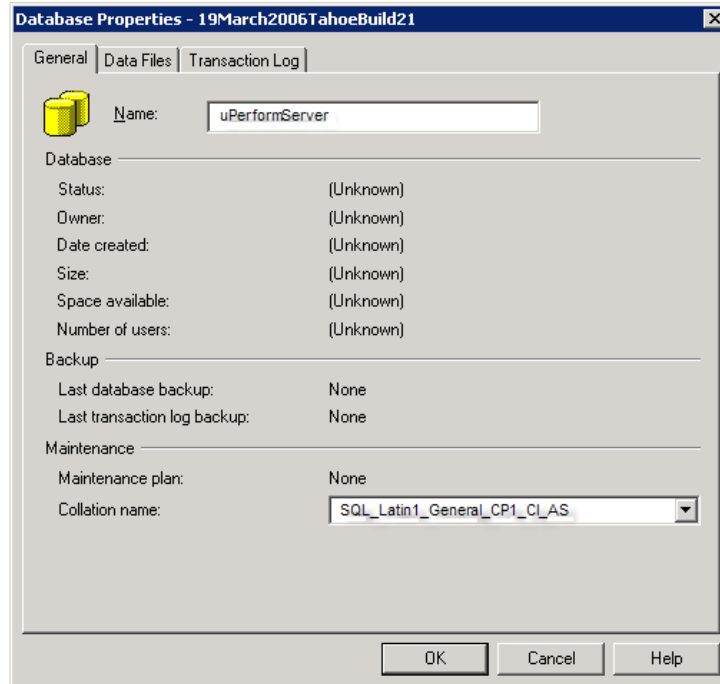 Database Properties - 19March2006TahoeBuild21
General Data Files Transaction Log
Name: uPerformServer
Database
Status: (Unknown)
Owner: (Unknown)
Date created: (Unknown)
Size: (Unknown)
Space available: (Unknown)
Number of users: (Unknown)
Backup
Last database backup: None
Last transaction log backup: None
Maintenance
Maintenance plan: None
Collation name: SQL_Latin1_General_CP1_CI_AS
OK Cancel Help